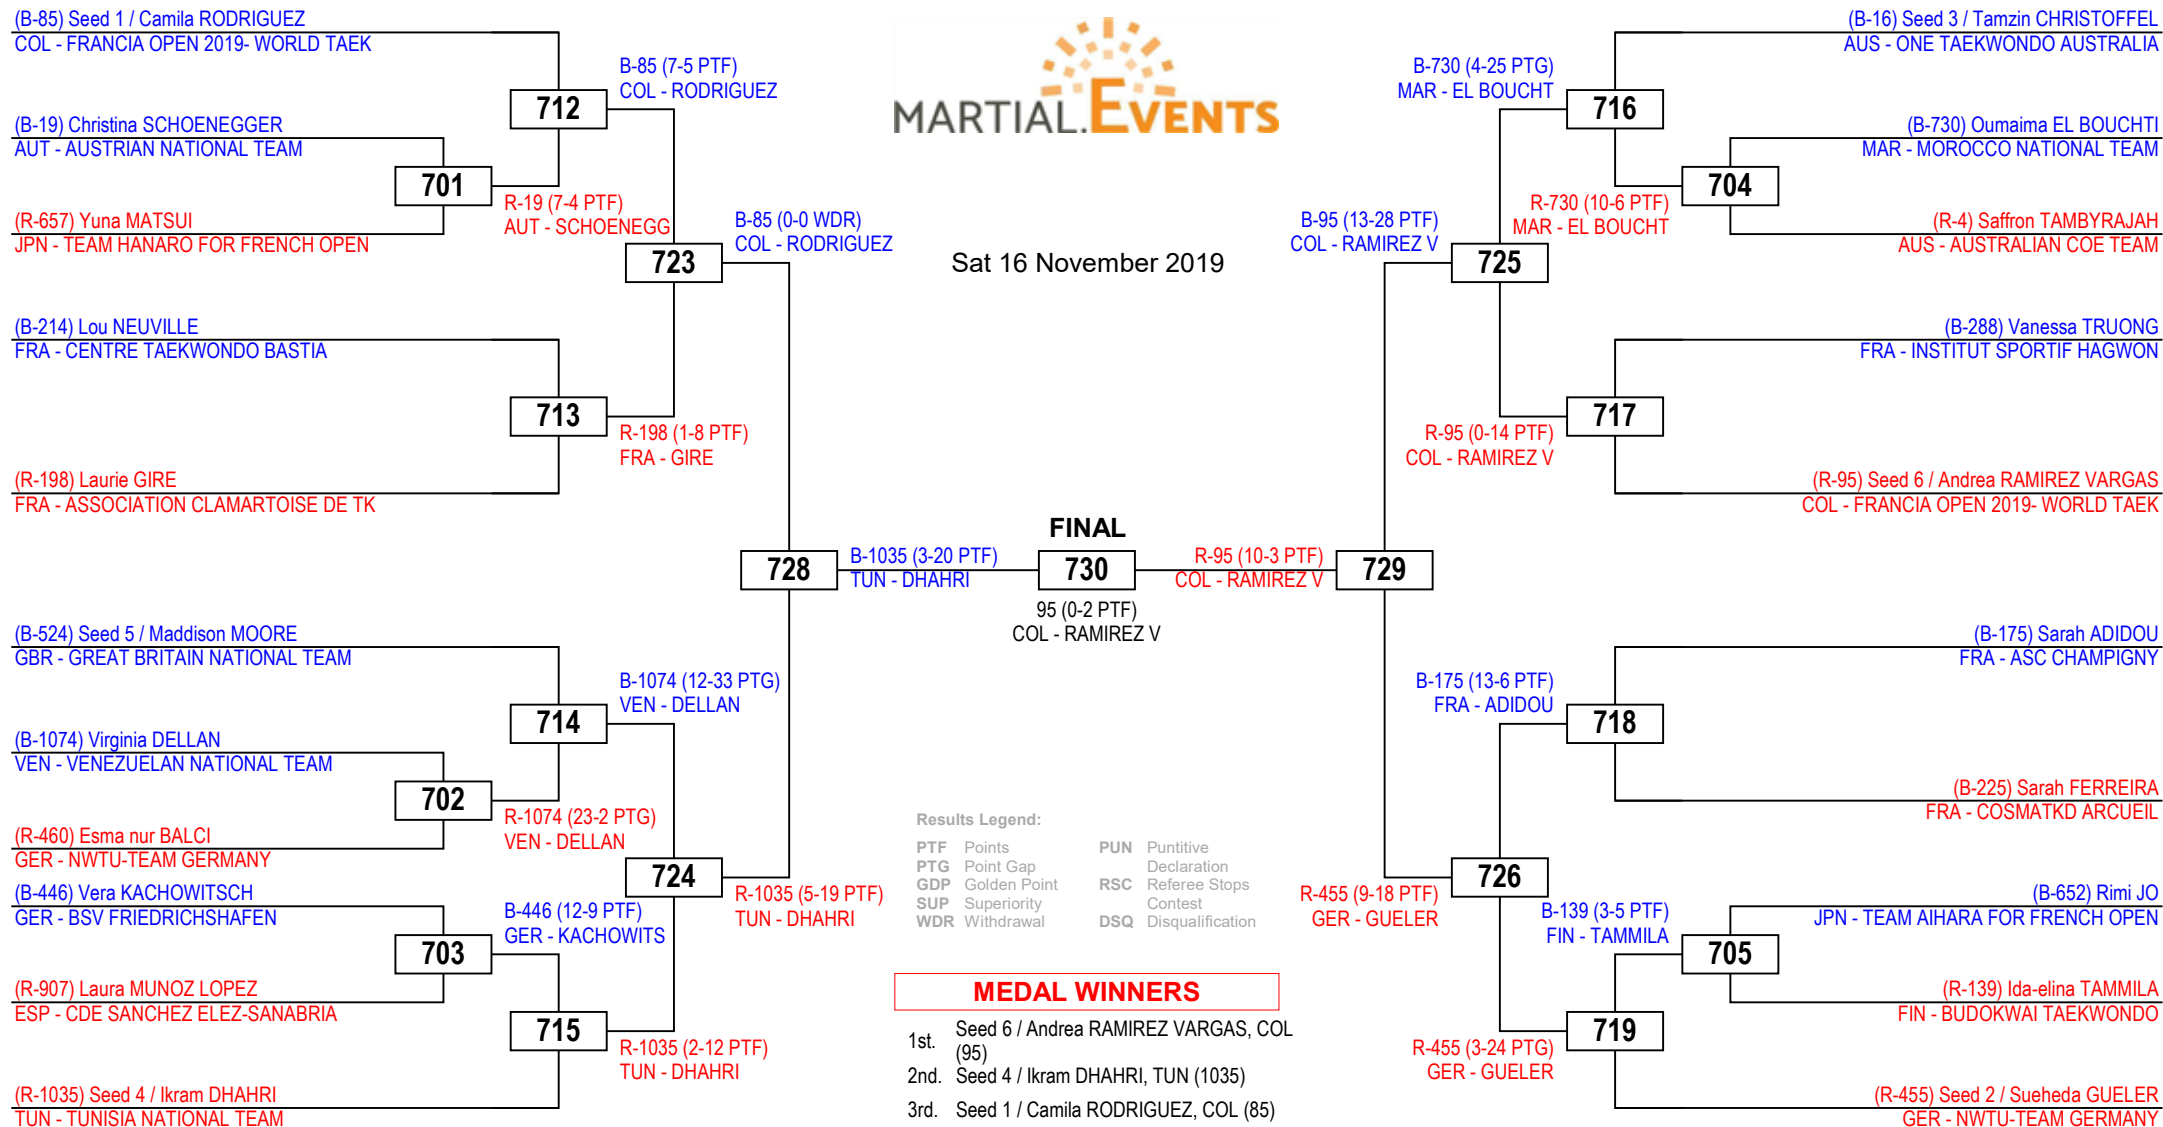 (B-85) Seed 1 / Camila RODRIGUEZ
COL - FRANCIA OPEN 2019- WORLD TAEK
(B-19) Christina SCHOENEGGER
AUT - AUSTRIAN NATIONAL TEAM
(R-657) Yuna MATSUI
JPN - TEAM HANARO FOR FRENCH OPEN
(B-214) Lou NEUVILLE
FRA - CENTRE TAEKWONDO BASTIA
(R-198) Laurie GIRE
FRA - ASSOCIATION CLAMARTOISE DE TK
(B-524) Seed 5 / Maddison MOORE
GBR - GREAT BRITAIN NATIONAL TEAM
(B-1074) Virginia DELLAN
VEN - VENEZUELAN NATIONAL TEAM
(R-460) Esma nur BALCI
GER - NWTU-TEAM GERMANY
(B-446) Vera KACHOWITSCH
GER - BSV FRIEDRICHSHAFEN
(R-907) Laura MUNOZ LOPEZ
ESP - CDE SANCHEZ ELEZ-SANABRIA
(R-1035) Seed 4 / Ikram DHAHRI
TUN - TUNISIA NATIONAL TEAM
701
702
703
R-19 (7-4 PTF)
AUT - SCHOENEGG
R-1074 (23-2 PTG)
VEN - DELLAN
B-446 (12-9 PTF)
GER - KACHOWITS
712
713
714
715
B-85 (7-5 PTF)
COL - RODRIGUEZ
R-198 (1-8 PTF)
FRA - GIRE
B-1074 (12-33 PTG)
VEN - DELLAN
R-1035 (2-12 PTF)
TUN - DHAHRI
723
724
B-85 (0-0 WDR)
COL - RODRIGUEZ
R-1035 (5-19 PTF)
TUN - DHAHRI
728
B-1035 (3-20 PTF)
TUN - DHAHRI
MARTIAL.EVENTS
Sat 16 November 2019
FINAL
730
95 (0-2 PTF)
COL - RAMIREZ V
Results Legend:
PTF Points
PTG Point Gap
GDP Golden Point
SUP Superiority
WDR Withdrawal
PUN Puntitive
Declaration
RSC Referee Stops
Contest
DSQ Disqualification
MEDAL WINNERS
1st. Seed 6 / Andrea RAMIREZ VARGAS, COL
(95)
2nd. Seed 4 / Ikram DHAHRI, TUN (1035)
3rd. Seed 1 / Camila RODRIGUEZ, COL (85)
R-95 (10-3 PTF)
COL - RAMIREZ V
729
B-95 (13-28 PTF)
COL - RAMIREZ V
R-455 (9-18 PTF)
GER - GUELER
725
726
B-730 (4-25 PTG)
MAR - EL BOUCHT
R-95 (0-14 PTF)
COL - RAMIREZ V
B-175 (13-6 PTF)
FRA - ADIDOU
R-455 (3-24 PTG)
GER - GUELER
716
717
718
719
R-730 (10-6 PTF)
MAR - EL BOUCHT
B-139 (3-5 PTF)
FIN - TAMMILA
704
705
(B-16) Seed 3 / Tamzin CHRISTOFFEL
AUS - ONE TAEKWONDO AUSTRALIA
(B-730) Oumaima EL BOUCHTI
MAR - MOROCCO NATIONAL TEAM
(R-4) Saffron TAMBYRAJAH
AUS - AUSTRALIAN COE TEAM
(B-288) Vanessa TRUONG
FRA - INSTITUT SPORTIF HAGWON
(R-95) Seed 6 / Andrea RAMIREZ VARGAS
COL - FRANCIA OPEN 2019- WORLD TAEK
(B-175) Sarah ADIDOU
FRA - ASC CHAMPIGNY
(B-225) Sarah FERREIRA
FRA - COSMATKD ARCUEIL
(B-652) Rimi JO
JPN - TEAM AIHARA FOR FRENCH OPEN
(R-139) Ida-elina TAMMILA
FIN - BUDOKWAI TAEKWONDO
(R-455) Seed 2 / Sueheda GUELER
GER - NWTU-TEAM GERMANY